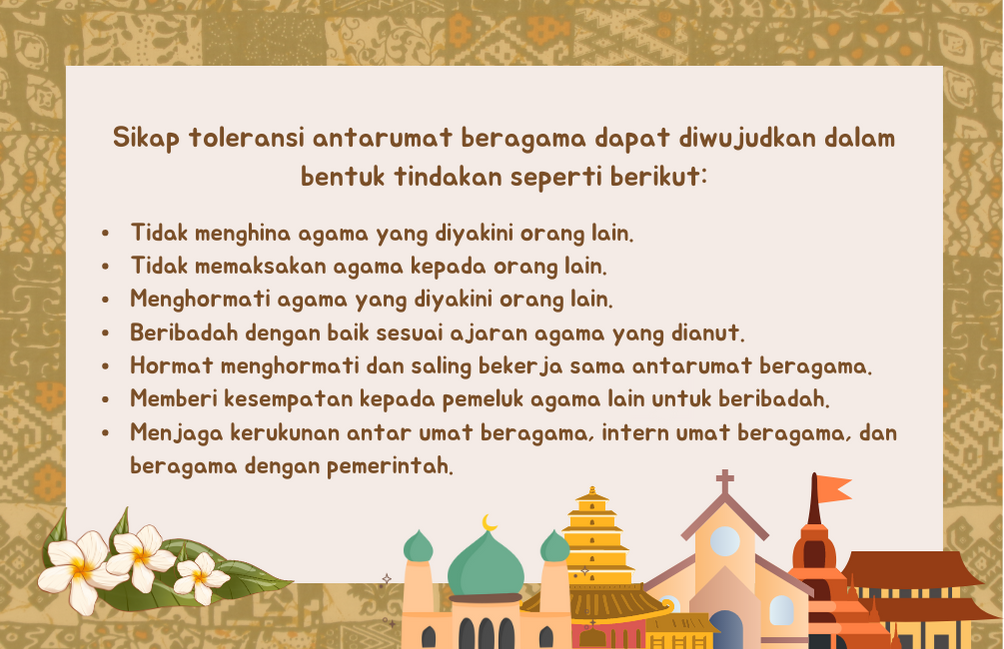 Sikap toleransi antarumat beragama dapat diwujudkan dalam
bentuk tindakan seperti berikut:
• Tidak menghina agama yang diyakini orang lain.
• Tidak memaksakan agama kepada orang lain.
• Menghormati agama yang diyakini orang lain.
• Beribadah dengan baik sesuai ajaran agama yang dianut.
• Hormat menghormati dan saling bekerja sama antarumat beragama.
• Memberi kesempatan kepada pemeluk agama lain untuk beribadah.
• Menjaga kerukunan antar umat beragama, intern umat beragama, dan
beragama dengan pemerintah.